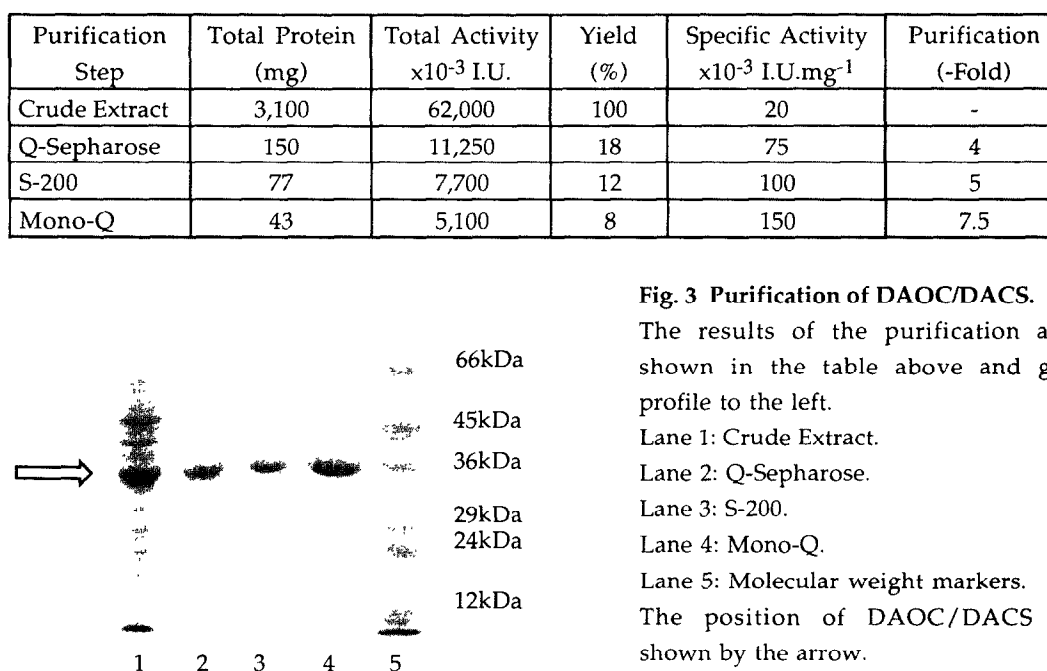 Purification Step | Total Protein (mg) | Total Activity x10-3 I.U. | Yield (%) | Specific Activity x10-3 I.U.mg-1 | Purification (-Fold)
Crude Extract | 3,100 | 62,000 | 100 | 20 | -
Q-Sepharose | 150 | 11,250 | 18 | 75 | 4
S-200 | 77 | 7,700 | 12 | 100 | 5
Mono-Q | 43 | 5,100 | 8 | 150 | 7.5
66kDa
45kDa
36kDa
29kDa
24kDa
12kDa
1 2 3 4 5
Fig. 3 Purification of DAOC/DACS.
The results of the purification a
shown in the table above and g
profile to the left.
Lane 1: Crude Extract.
Lane 2: Q-Sepharose.
Lane 3: S-200.
Lane 4: Mono-Q.
Lane 5: Molecular weight markers.
The position of DAOC/DACS
shown by the arrow.